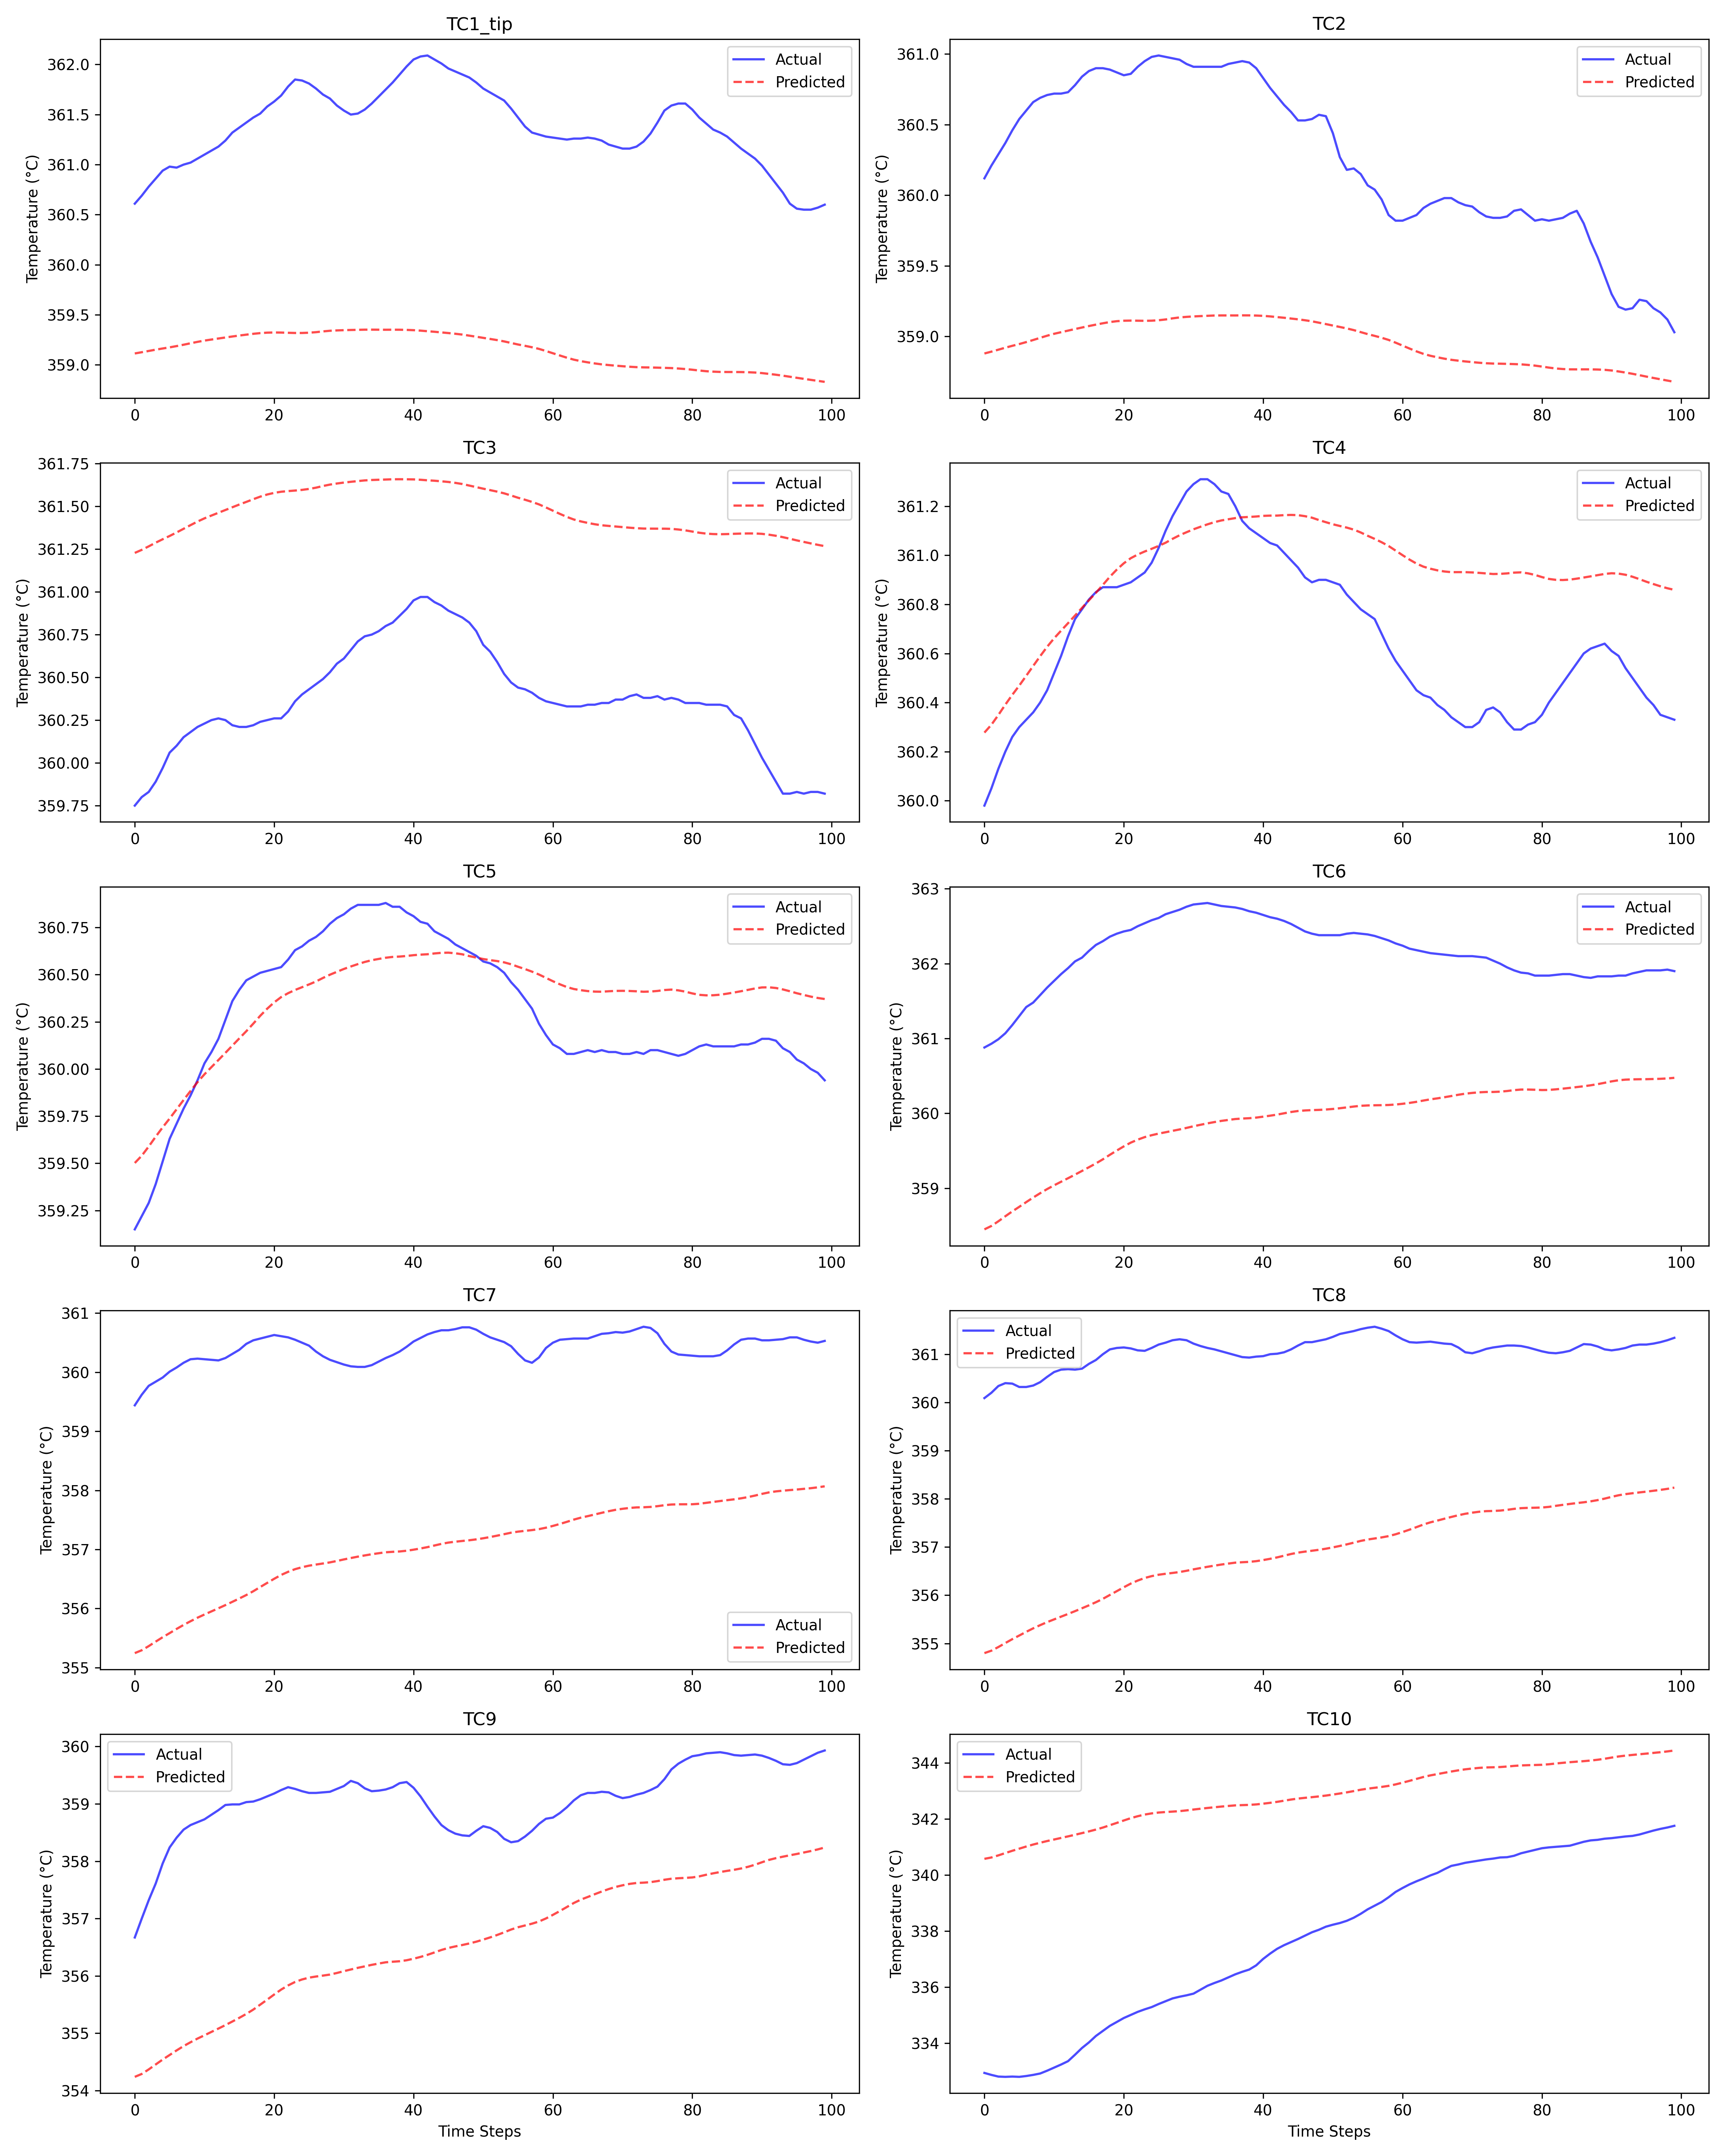 TC1_tip
Temperature (°C)
362.0
361.5
361.0
360.5
360.0
359.5
359.0
0 20 40 60 80 100
Actual
Predicted
TC2
Temperature (°C)
361.0
360.5
360.0
359.5
359.0
0 20 40 60 80 100
Actual
Predicted
TC3
Temperature (°C)
361.75
361.50
361.25
361.00
360.75
360.50
360.25
360.00
359.75
0 20 40 60 80 100
Actual
Predicted
TC4
Temperature (°C)
361.2
361.0
360.8
360.6
360.4
360.2
360.0
0 20 40 60 80 100
Actual
Predicted
TC5
Temperature (°C)
360.75
360.50
360.25
360.00
359.75
359.50
359.25
0 20 40 60 80 100
Actual
Predicted
TC6
Temperature (°C)
363
362
361
360
359
0 20 40 60 80 100
Actual
Predicted
TC7
Temperature (°C)
361
360
359
358
357
356
355
0 20 40 60 80 100
Actual
Predicted
TC8
Temperature (°C)
361
360
359
358
357
356
355
0 20 40 60 80 100
Actual
Predicted
TC9
Temperature (°C)
360
359
358
357
356
355
354
0 20 40 60 80 100
Time Steps
Actual
Predicted
TC10
Temperature (°C)
344
342
340
338
336
334
0 20 40 60 80 100
Time Steps
Actual
Predicted